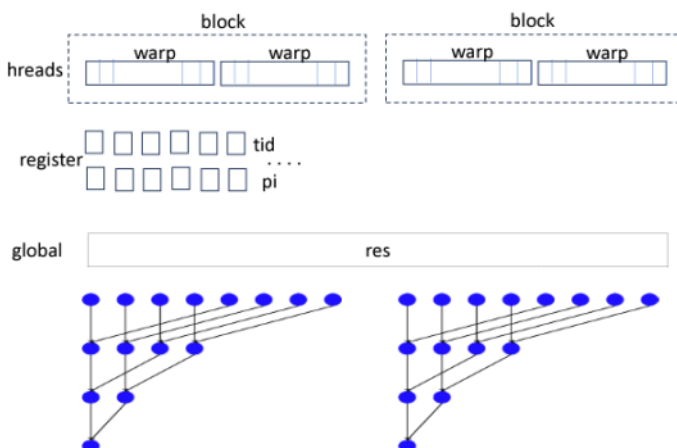 block
block
warp warp
warp warp
hreads
tid
register
. . . .
pi
global
res